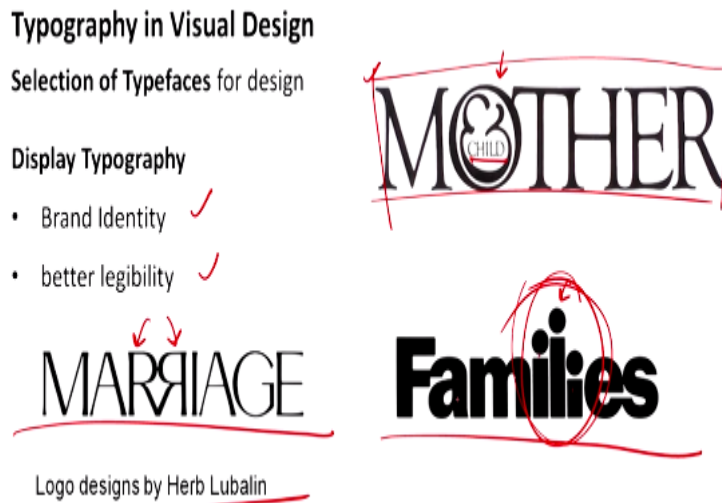 Typography in Visual Design
Selection of Typefaces for design
Display Typography
• Brand Identity
• better legibility
MOTHER
&
CHILD
MARRIAGE
Families
Logo designs by Herb Lubalin